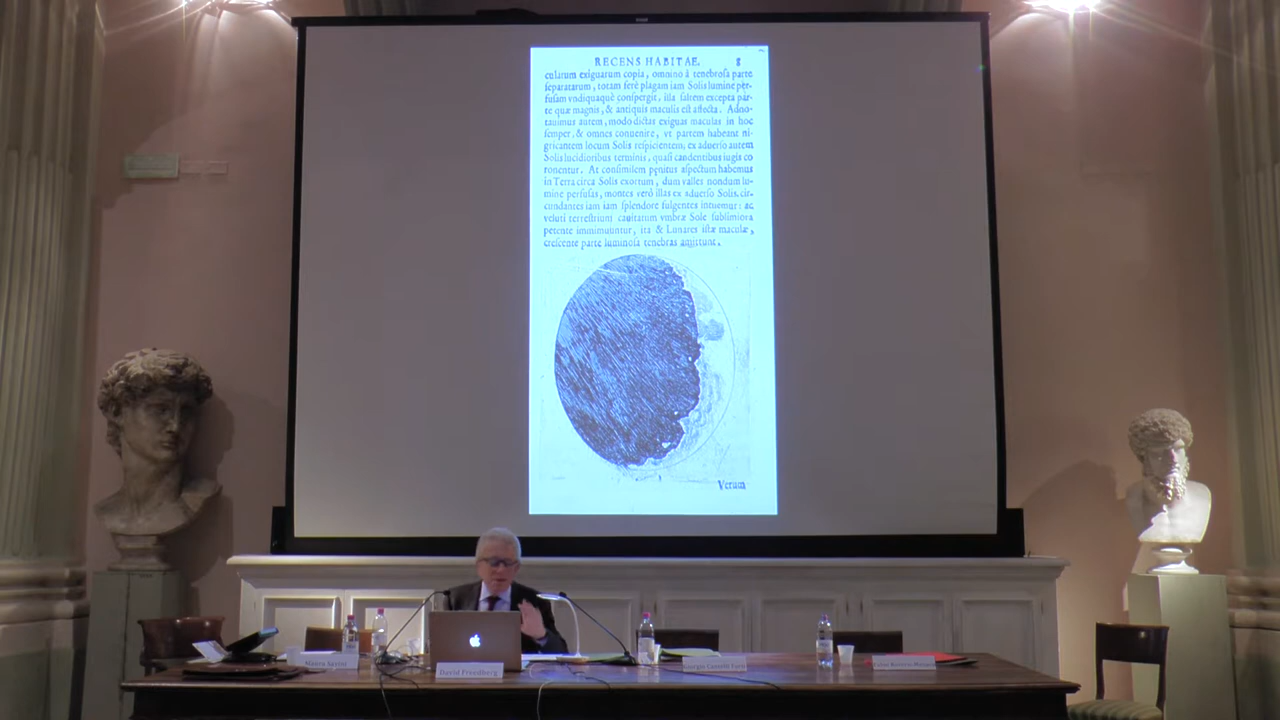 RECENS HABITAE. 8
cularum exiguarum copia, omnino à tenebroſa parte
ſeparatarum, totam ferè plagam iam Solis lumine per-
fuſam vndiquaquè conſpergit, illa ſaltem excepta par-
te quæ magnis, & antiquis maculis eſt affecta. Adno-
tauimus autem, modo dictas exiguas maculas in hoc
ſemper, & omnes conuenire, vt partem habeant ni-
gricantem locum Solis reſpicientem, ex aduerſo autem
Solis lucidioribus terminis, quaſi candentibus iugis co
ronentur. At conſimilem pęnitus aſpectum habemus
in Terra circa Solis exortum, dum valles nondum lu-
mine perfuſas, montes verò illas ex aduerſo Solis cir-
cundantes iam iam ſplendore fulgentes intuemur: ac
veluti terreſtrium cauitatum vmbræ Sole ſublimiora
petente imminuuntur, ita & Lunares iſtæ maculæ,
creſcente parte luminoſa tenebras amittunt.
Verum
David Freedberg